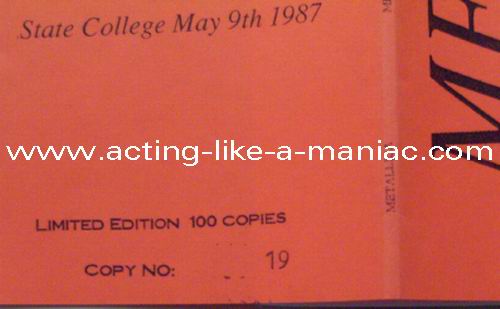 State College May 9th 1987
www.acting-like-a-maniac.com
LIMITED EDITION 100 COPIES
COPY NO: 19